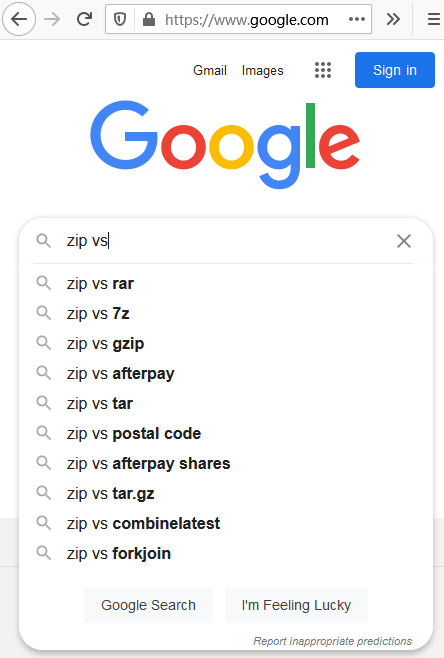 https://www.google.com
Gmail Images Sign in
Google
zip vs
zip vs rar
zip vs 7z
zip vs gzip
zip vs afterpay
zip vs tar
zip vs postal code
zip vs afterpay shares
zip vs tar.gz
zip vs combinelatest
zip vs forkjoin
Google Search I'm Feeling Lucky
Report inappropriate predictions